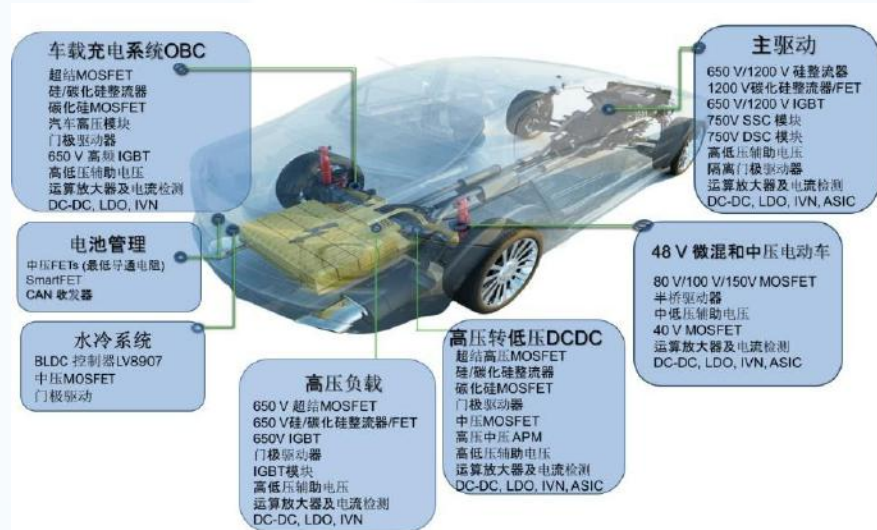 车载充电系统OBC
超结MOSFET
硅/碳化硅整流器
碳化硅MOSFET
汽车高压模块
门极驱动器
650 V 高频 IGBT
高低压辅助电压
运算放大器及电流检测
DC-DC, LDO, IVN
电池管理
中压FETs (最低导通电阻)
SmartFET
CAN 收发器
水冷系统
BLDC 控制器LV8907
中压MOSFET
门极驱动
高压负载
650 V 超结MOSFET
650 V硅/碳化硅整流器/FET
650V IGBT
门极驱动器
IGBT模块
高低压辅助电压
运算放大器及电流检测
DC-DC, LDO, IVN
高压转低压DCDC
超结高压MOSFET
硅/碳化硅整流器
碳化硅MOSFET
门极驱动器
中压MOSFET
高压中压APM
高低压辅助电压
运算放大器及电流检测
DC-DC, LDO, IVN, ASIC
主驱动
650 V/1200 V 硅整流器
1200 V碳化硅整流器/FET
650 V/1200 V IGBT
750V SSC 模块
750V DSC 模块
高低压辅助电压
隔离门极驱动器
运算放大器及电流检测
DC-DC, LDO, IVN, ASIC
48 V 微混和中压电动车
80 V/100 V/150V MOSFET
半桥驱动器
中低压辅助电压
40 V MOSFET
运算放大器及电流检测
DC-DC, LDO, IVN, ASIC